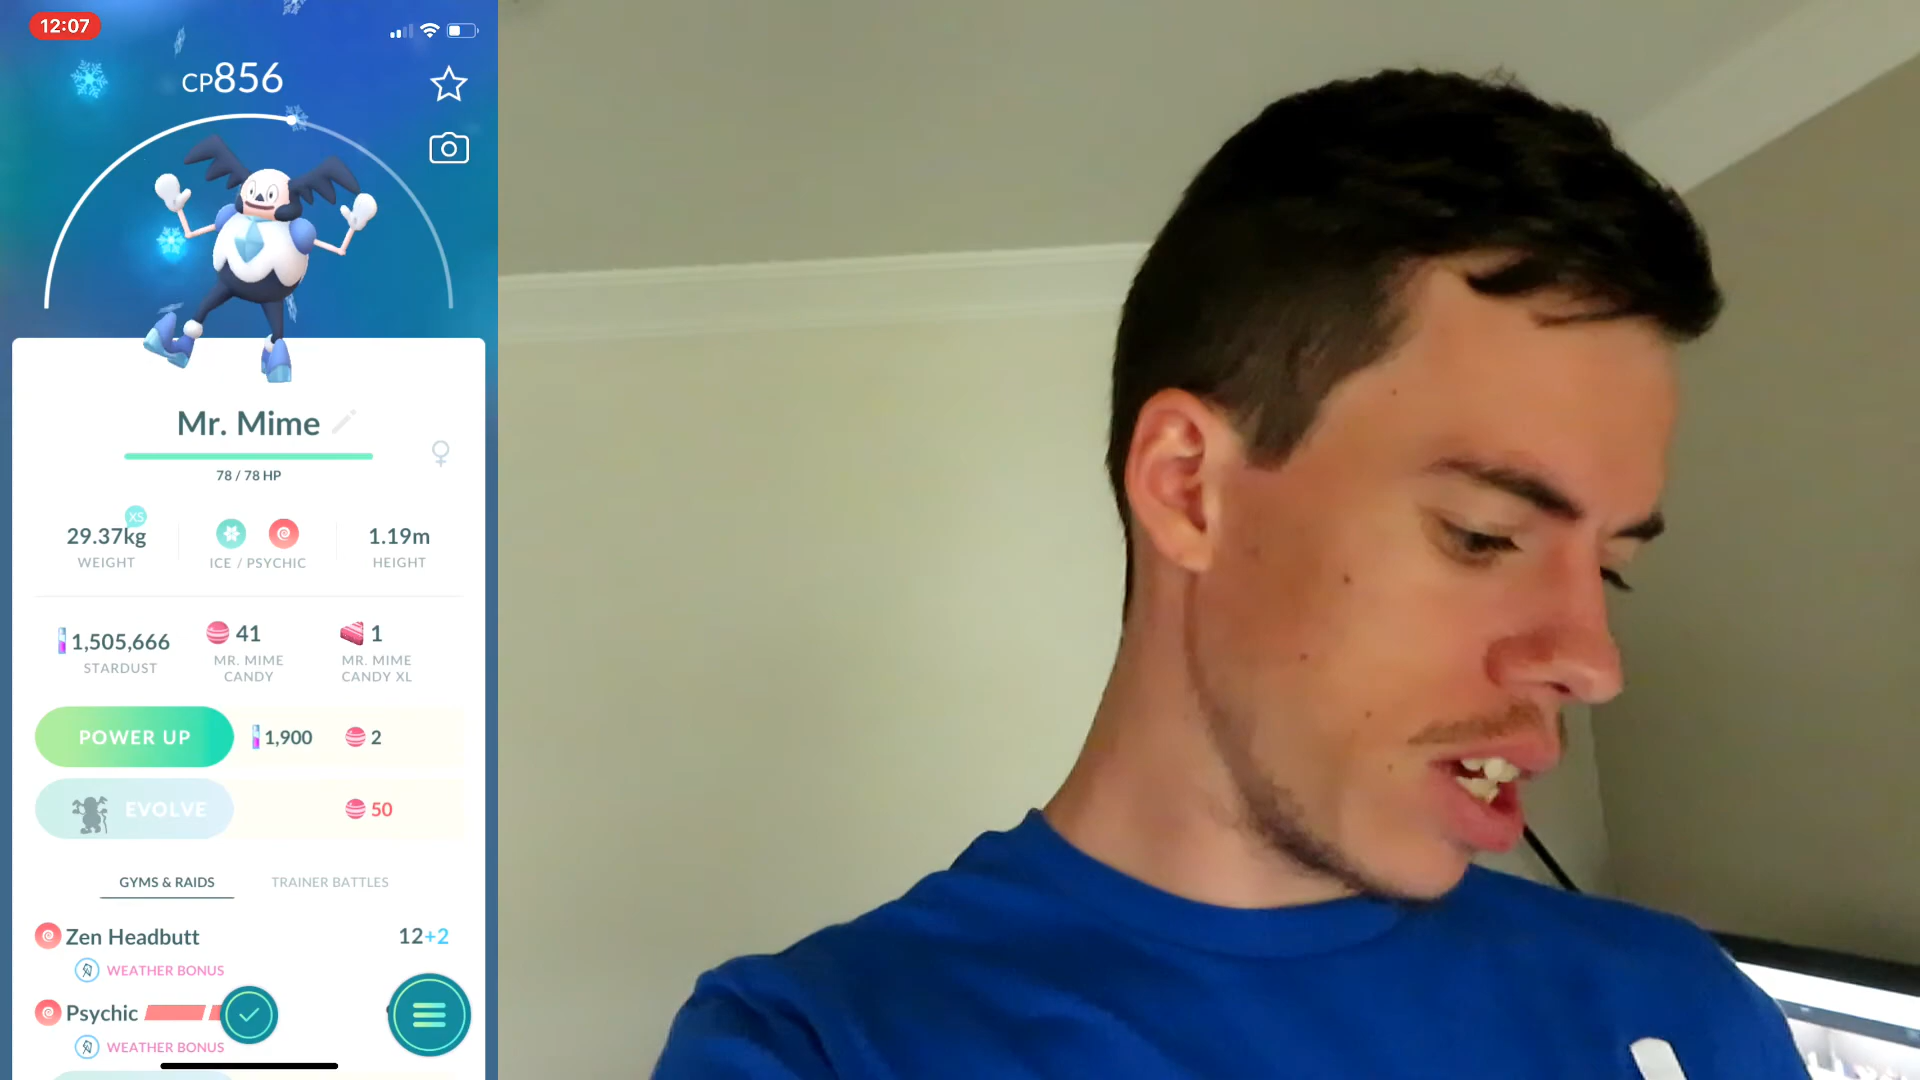 12:07
CP856
Mr. Mime
78 / 78 HP
XS
29.37kg
WEIGHT
ICE / PSYCHIC
1.19m
HEIGHT
1,505,666
STARDUST
41
MR. MIME
CANDY
1
MR. MIME
CANDY XL
POWER UP
1,900
2
EVOLVE
50
GYMS & RAIDS
TRAINER BATTLES
Zen Headbutt
12+2
WEATHER BONUS
Psychic
WEATHER BONUS